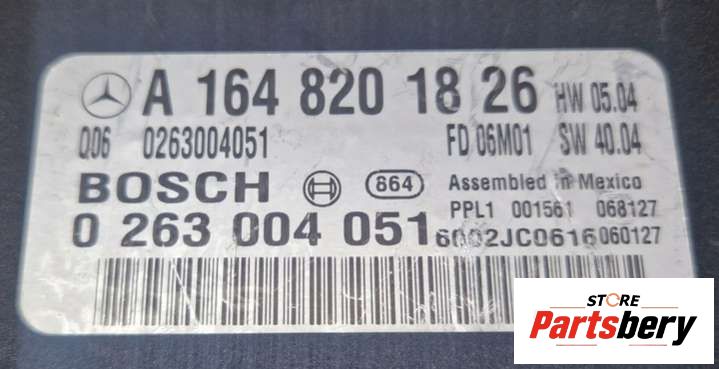 A 164 820 18 26 HW 05.04
Q06 0263004051 FD 06M01 SW 40.04
BOSCH 864 Assembled in Mexico
PPL1 001561 068127
0 263 004 051 6002JC0616 060127
STORE
Partsbery